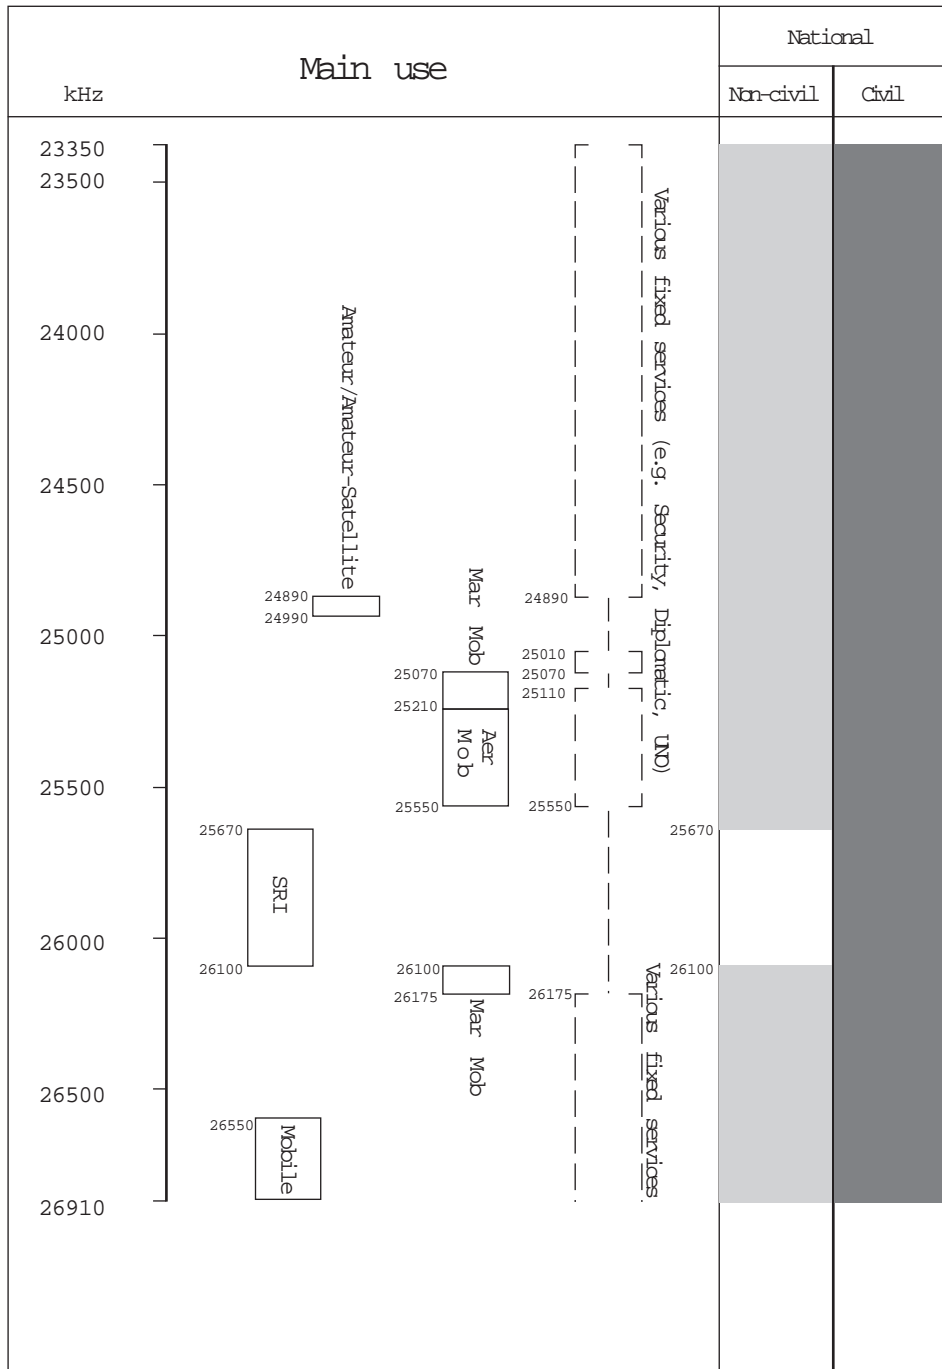 National
Main use
kHz
Non-civil
Civil
23350
23500
24000
24500
25000
25500
26000
26500
26910
Amateur/Amateur-Satellite
24890
24990
Mar Mob
25070
25210
25550
Aer
Mob
Various fixed services (e.g. Security, Diplomatic, UNO)
24890
25010
25070
25110
25550
25670
SRI
26100
26100
26175
Mar Mob
26175
Various fixed services
25670
26100
26550
Mobile